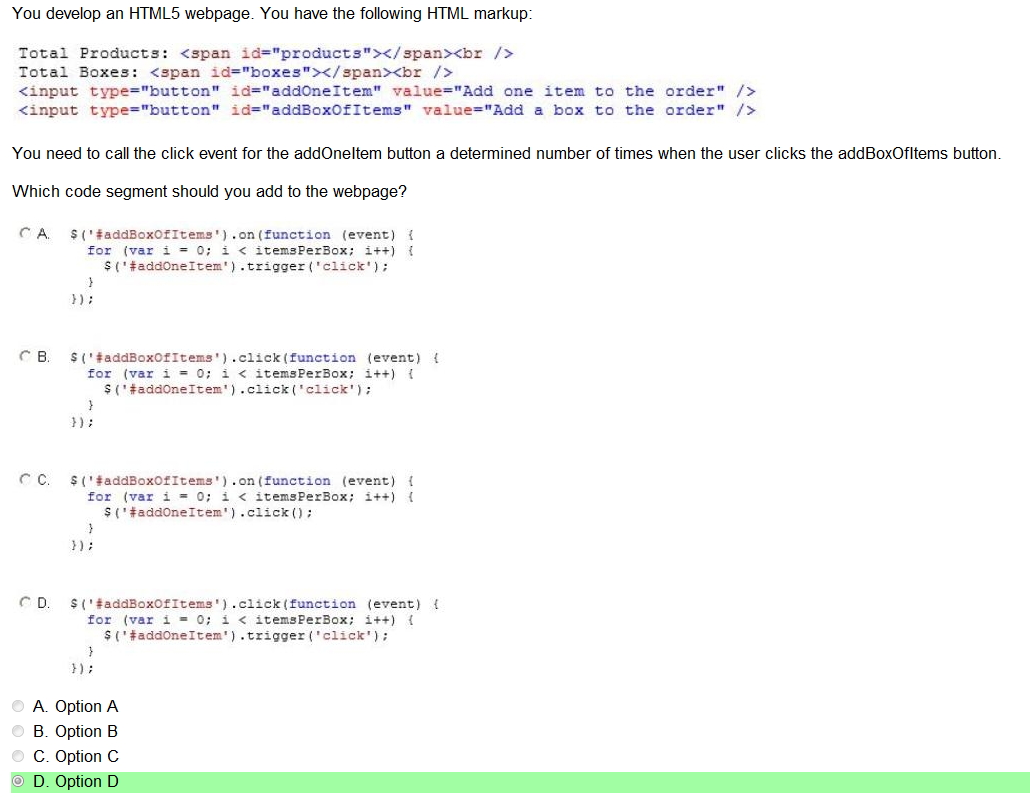 You develop an HTML5 webpage. You have the following HTML markup:
Total Products: <span id="products"></span><br />
Total Boxes: <span id="boxes"></span><br />
<input type="button" id="addOneItem" value="Add one item to the order" />
<input type="button" id="addBoxOfItems" value="Add a box to the order" />
You need to call the click event for the addOneItem button a determined number of times when the user clicks the addBoxOfItems button.
Which code segment should you add to the webpage?
A. $('#addBoxOfItems').on(function (event) {
for (var i = 0; i < itemsPerBox; i++) {
$('#addOneItem').trigger('click');
}
});
B. $('#addBoxOfItems').click(function (event) {
for (var i = 0; i < itemsPerBox; i++) {
$('#addOneItem').click('click');
}
});
C. $('#addBoxOfItems').on(function (event) {
for (var i = 0; i < itemsPerBox; i++) {
$('#addOneItem').click();
}
});
D. $('#addBoxOfItems').click(function (event) {
for (var i = 0; i < itemsPerBox; i++) {
$('#addOneItem').trigger('click');
}
});
A. Option A
B. Option B
C. Option C
D. Option D